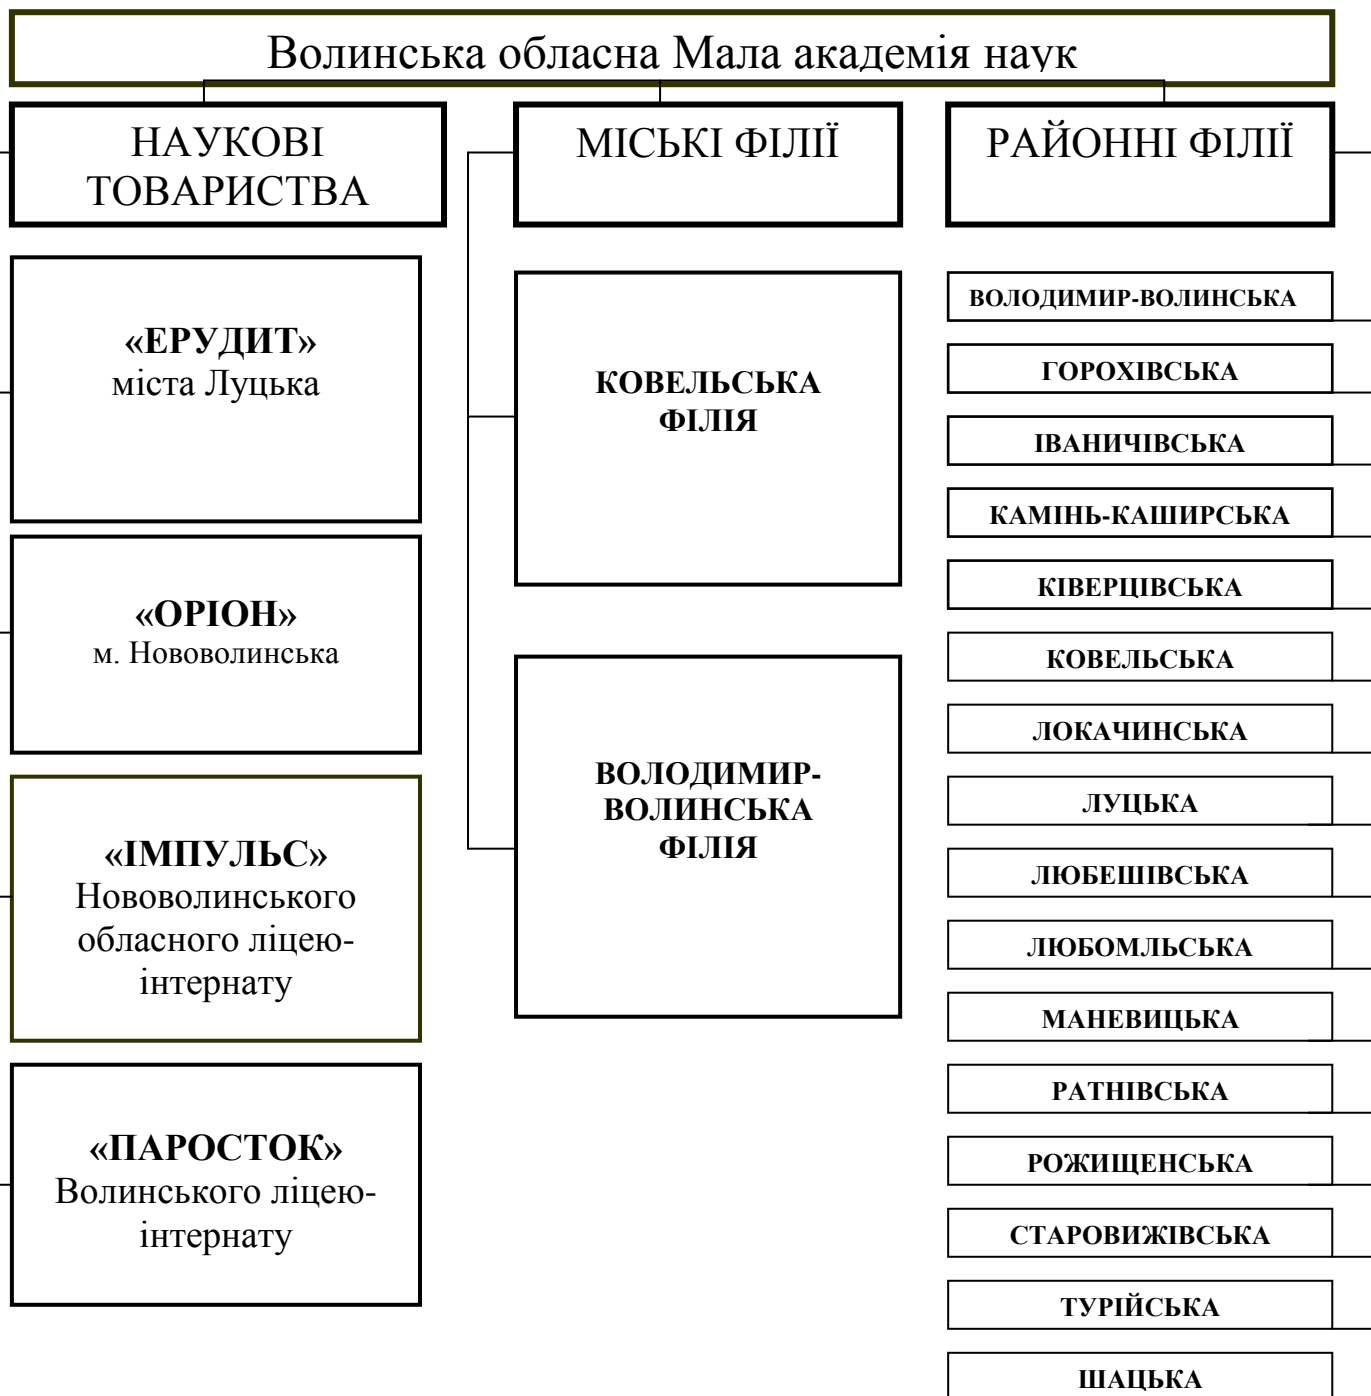 Волинська обласна Мала академія наук
НАУКОВІ
ТОВАРИСТВА
«ЕРУДИТ»
міста Луцька
«ОРІОН»
м. Нововолинська
«ІМПУЛЬС»
Нововолинського
обласного ліцею-
інтернату
«ПАРОСТОК»
Волинського ліцею-
інтернату
МІСЬКІ ФІЛІЇ
КОВЕЛЬСЬКА
ФІЛІЯ
ВОЛОДИМИР-
ВОЛИНСЬКА
ФІЛІЯ
РАЙОННІ ФІЛІЇ
ВОЛОДИМИР-ВОЛИНСЬКА
ГОРОХІВСЬКА
ІВАНИЧІВСЬКА
КАМІНЬ-КАШИРСЬКА
КІВЕРЦІВСЬКА
КОВЕЛЬСЬКА
ЛОКАЧИНСЬКА
ЛУЦЬКА
ЛЮБЕШІВСЬКА
ЛЮБОМЛЬСЬКА
МАНЕВИЦЬКА
РАТНІВСЬКА
РОЖИЩЕНСЬКА
СТАРОВИЖІВСЬКА
ТУРІЙСЬКА
ШАЦЬКА